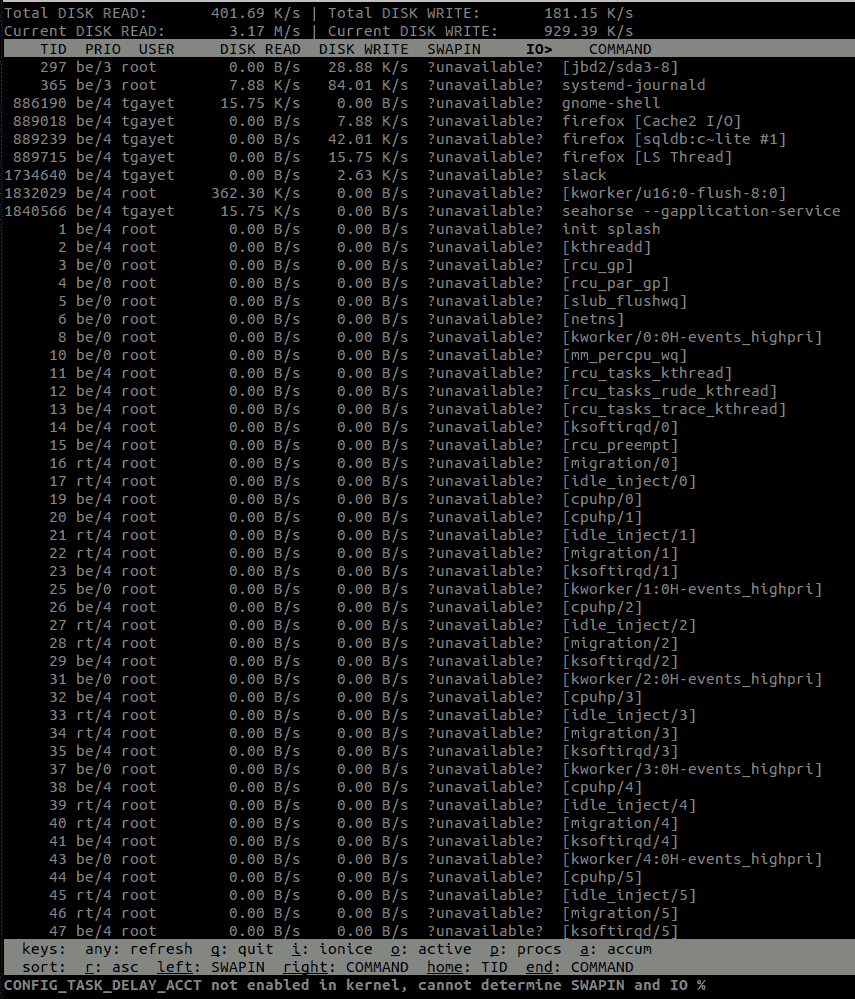 Total DISK READ:       401.69 K/s | Total DISK WRITE:       181.15 K/s
Current DISK READ:       3.17 M/s | Current DISK WRITE:     929.39 K/s
    TID  PRIO  USER     DISK READ  DISK WRITE  SWAPIN     IO>    COMMAND
    297 be/3 root        0.00 B/s   28.88 K/s  ?unavailable?  [jbd2/sda3-8]
    365 be/3 root        7.88 K/s   84.01 K/s  ?unavailable?  systemd-journald
 886190 be/4 tgayet     15.75 K/s    0.00 B/s  ?unavailable?  gnome-shell
 889018 be/4 tgayet      0.00 B/s    7.88 K/s  ?unavailable?  firefox [Cache2 I/O]
 889239 be/4 tgayet      0.00 B/s   42.01 K/s  ?unavailable?  firefox [sqldb:c~lite #1]
 889715 be/4 tgayet      0.00 B/s   15.75 K/s  ?unavailable?  firefox [LS Thread]
1734640 be/4 tgayet      0.00 B/s    2.63 K/s  ?unavailable?  slack
1832029 be/4 root      362.30 K/s    0.00 B/s  ?unavailable?  [kworker/u16:0-flush-8:0]
1840566 be/4 tgayet     15.75 K/s    0.00 B/s  ?unavailable?  seahorse --gapplication-service
      1 be/4 root        0.00 B/s    0.00 B/s  ?unavailable?  init splash
      2 be/4 root        0.00 B/s    0.00 B/s  ?unavailable?  [kthreadd]
      3 be/0 root        0.00 B/s    0.00 B/s  ?unavailable?  [rcu_gp]
      4 be/0 root        0.00 B/s    0.00 B/s  ?unavailable?  [rcu_par_gp]
      5 be/0 root        0.00 B/s    0.00 B/s  ?unavailable?  [slub_flushwq]
      6 be/0 root        0.00 B/s    0.00 B/s  ?unavailable?  [netns]
      8 be/0 root        0.00 B/s    0.00 B/s  ?unavailable?  [kworker/0:0H-events_highpri]
     10 be/0 root        0.00 B/s    0.00 B/s  ?unavailable?  [mm_percpu_wq]
     11 be/4 root        0.00 B/s    0.00 B/s  ?unavailable?  [rcu_tasks_kthread]
     12 be/4 root        0.00 B/s    0.00 B/s  ?unavailable?  [rcu_tasks_rude_kthread]
     13 be/4 root        0.00 B/s    0.00 B/s  ?unavailable?  [rcu_tasks_trace_kthread]
     14 be/4 root        0.00 B/s    0.00 B/s  ?unavailable?  [ksoftirqd/0]
     15 be/4 root        0.00 B/s    0.00 B/s  ?unavailable?  [rcu_preempt]
     16 rt/4 root        0.00 B/s    0.00 B/s  ?unavailable?  [migration/0]
     17 rt/4 root        0.00 B/s    0.00 B/s  ?unavailable?  [idle_inject/0]
     19 be/4 root        0.00 B/s    0.00 B/s  ?unavailable?  [cpuhp/0]
     20 be/4 root        0.00 B/s    0.00 B/s  ?unavailable?  [cpuhp/1]
     21 rt/4 root        0.00 B/s    0.00 B/s  ?unavailable?  [idle_inject/1]
     22 rt/4 root        0.00 B/s    0.00 B/s  ?unavailable?  [migration/1]
     23 be/4 root        0.00 B/s    0.00 B/s  ?unavailable?  [ksoftirqd/1]
     25 be/0 root        0.00 B/s    0.00 B/s  ?unavailable?  [kworker/1:0H-events_highpri]
     26 be/4 root        0.00 B/s    0.00 B/s  ?unavailable?  [cpuhp/2]
     27 rt/4 root        0.00 B/s    0.00 B/s  ?unavailable?  [idle_inject/2]
     28 rt/4 root        0.00 B/s    0.00 B/s  ?unavailable?  [migration/2]
     29 be/4 root        0.00 B/s    0.00 B/s  ?unavailable?  [ksoftirqd/2]
     31 be/0 root        0.00 B/s    0.00 B/s  ?unavailable?  [kworker/2:0H-events_highpri]
     32 be/4 root        0.00 B/s    0.00 B/s  ?unavailable?  [cpuhp/3]
     33 rt/4 root        0.00 B/s    0.00 B/s  ?unavailable?  [idle_inject/3]
     34 rt/4 root        0.00 B/s    0.00 B/s  ?unavailable?  [migration/3]
     35 be/4 root        0.00 B/s    0.00 B/s  ?unavailable?  [ksoftirqd/3]
     37 be/0 root        0.00 B/s    0.00 B/s  ?unavailable?  [kworker/3:0H-events_highpri]
     38 be/4 root        0.00 B/s    0.00 B/s  ?unavailable?  [cpuhp/4]
     39 rt/4 root        0.00 B/s    0.00 B/s  ?unavailable?  [idle_inject/4]
     40 rt/4 root        0.00 B/s    0.00 B/s  ?unavailable?  [migration/4]
     41 be/4 root        0.00 B/s    0.00 B/s  ?unavailable?  [ksoftirqd/4]
     43 be/0 root        0.00 B/s    0.00 B/s  ?unavailable?  [kworker/4:0H-events_highpri]
     44 be/4 root        0.00 B/s    0.00 B/s  ?unavailable?  [cpuhp/5]
     45 rt/4 root        0.00 B/s    0.00 B/s  ?unavailable?  [idle_inject/5]
     46 rt/4 root        0.00 B/s    0.00 B/s  ?unavailable?  [migration/5]
     47 be/4 root        0.00 B/s    0.00 B/s  ?unavailable?  [ksoftirqd/5]
  keys:  any: refresh  q: quit  i: ionice  o: active  p: procs  a: accum
  sort:  r: asc  left: SWAPIN  right: COMMAND  home: TID  end: COMMAND
CONFIG_TASK_DELAY_ACCT not enabled in kernel, cannot determine SWAPIN and IO %